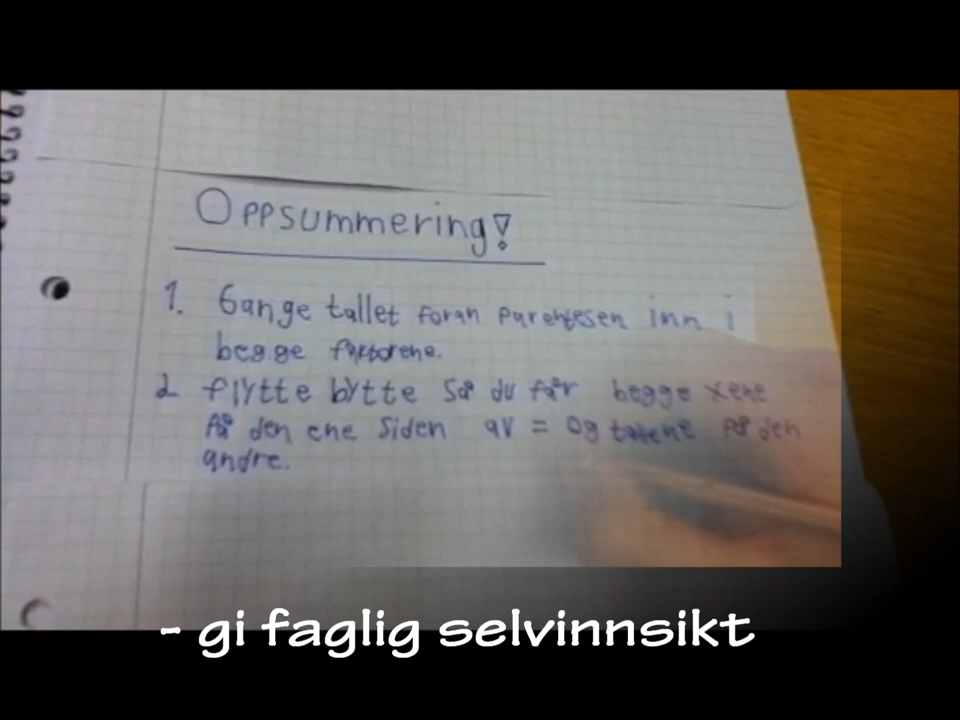 Oppsummering!
1. Gange tallet foran parentesen inn i
begge faktorene.
2 flytte bytte så du får begge xene
på den ene siden av = og tallene på den
andre.
- gi faglig selvinnsikt